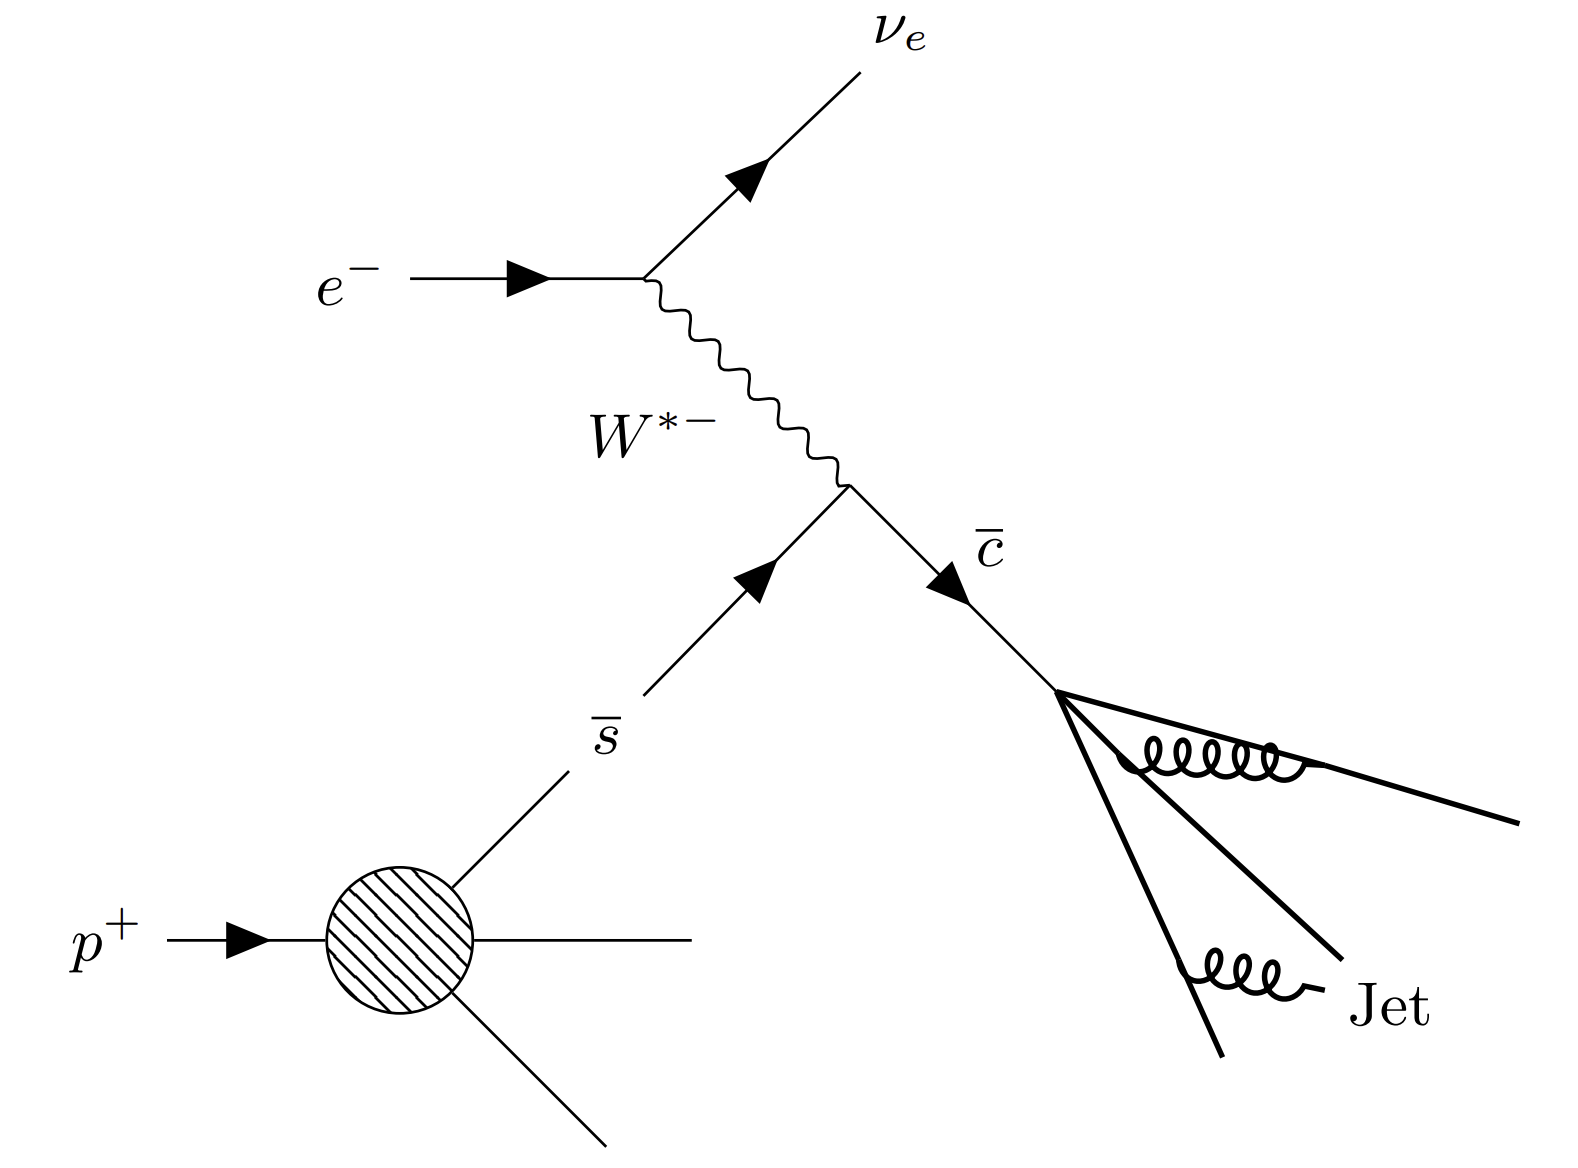 νₑ
e⁻
W*⁻
c̅
s̅
p⁺
Jet